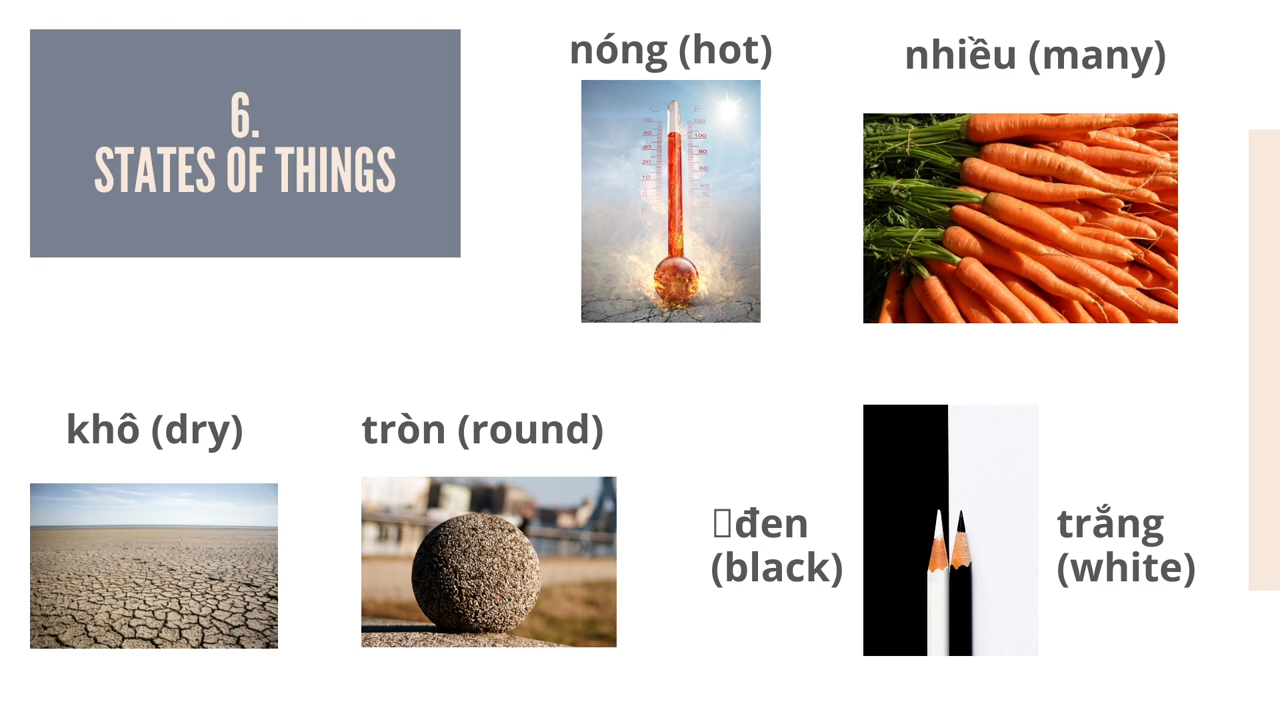 6.
STATES OF THINGS
nóng (hot)
nhiều (many)
khô (dry)
tròn (round)
đen
(black)
trắng
(white)